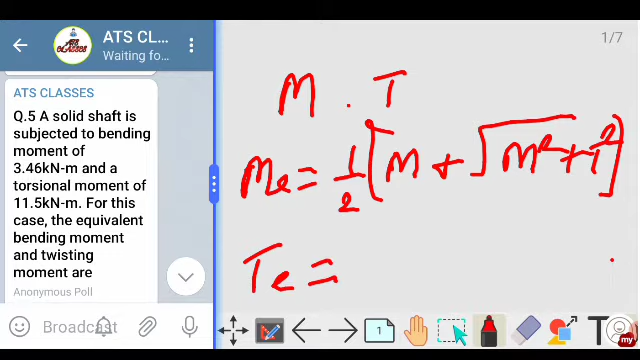 ATS CL...
Waiting fo...
ATS CLASSES
Q.5 A solid shaft is
subjected to bending
moment of
3.46kN-m and a
torsional moment of
11.5kN-m. For this
case, the equivalent
bending moment
and twisting
moment are
Anonymous Poll
Broadcast
1/7
M . T
Me = 1/2 [M + √M² + T²]
Te =
1
T
my